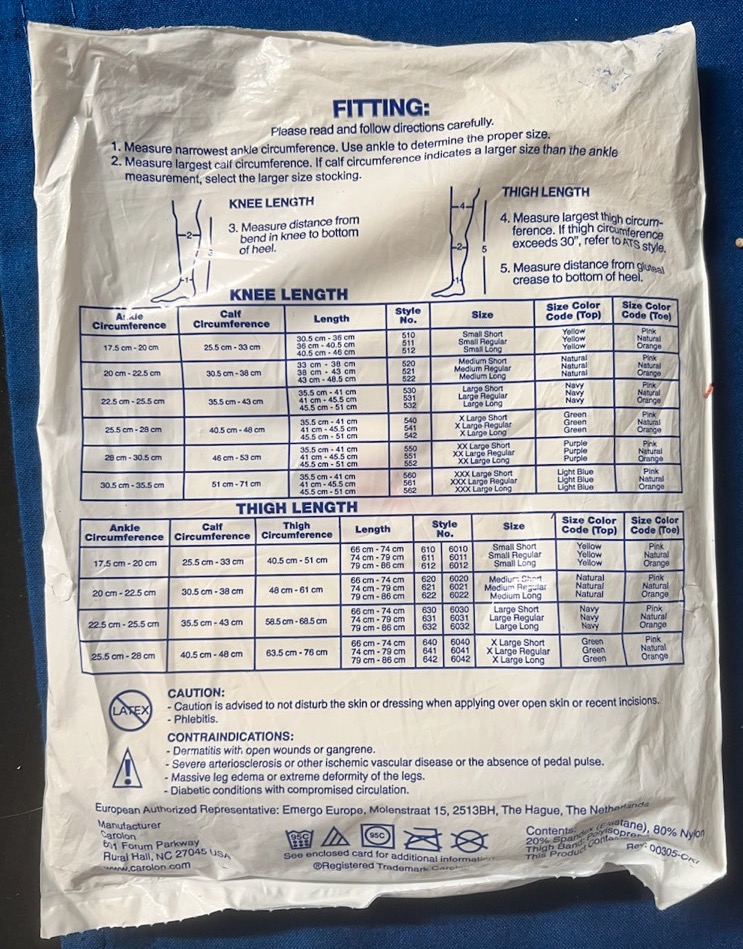 FITTING:
Please read and follow directions carefully.
1. Measure narrowest ankle circumference. Use ankle to determine the proper size.
2. Measure largest calf circumference. If calf circumference indicates a larger size than the ankle
measurement, select the larger size stocking.
KNEE LENGTH
3. Measure distance from
bend in knee to bottom
of heel.
2
3
1
THIGH LENGTH
4. Measure largest thigh circum-
ference. If thigh circumference
exceeds 30", refer to ATS style.
5. Measure distance from gluteal
crease to bottom of heel.
4
2
5
1
KNEE LENGTH
Ankle Circumference Calf Circumference Length Style No. Size Size Color Code (Top) Size Color Code (Toe)
17.5 cm - 20 cm 25.5 cm - 33 cm
30.5 cm - 36 cm 510 Small Short Yellow Pink
36 cm - 40.5 cm 511 Small Regular Yellow Natural
40.5 cm - 46 cm 512 Small Long Yellow Orange
20 cm - 22.5 cm 30.5 cm - 38 cm
33 cm - 38 cm 520 Medium Short Natural Pink
38 cm - 43 cm 521 Medium Regular Natural Natural
43 cm - 48.5 cm 522 Medium Long Natural Orange
22.5 cm - 25.5 cm 35.5 cm - 43 cm
35.5 cm - 41 cm 530 Large Short Navy Pink
41 cm - 45.5 cm 531 Large Regular Navy Natural
45.5 cm - 51 cm 532 Large Long Navy Orange
25.5 cm - 28 cm 40.5 cm - 48 cm
35.5 cm - 41 cm 540 X Large Short Green Pink
41 cm - 45.5 cm 541 X Large Regular Green Natural
45.5 cm - 51 cm 542 X Large Long Green Orange
28 cm - 30.5 cm 46 cm - 53 cm
35.5 cm - 41 cm 550 XX Large Short Purple Pink
41 cm - 45.5 cm 551 XX Large Regular Purple Natural
45.5 cm - 51 cm 552 XX Large Long Purple Orange
30.5 cm - 35.5 cm 51 cm - 71 cm
35.5 cm - 41 cm 560 XXX Large Short Light Blue Pink
41 cm - 45.5 cm 561 XXX Large Regular Light Blue Natural
45.5 cm - 51 cm 562 XXX Large Long Light Blue Orange
THIGH LENGTH
Ankle Circumference Calf Circumference Thigh Circumference Length Style No. Size Size Color Code (Top) Size Color Code (Toe)
17.5 cm - 20 cm 25.5 cm - 33 cm 40.5 cm - 51 cm
66 cm - 74 cm 610 6010 Small Short Yellow Pink
74 cm - 79 cm 611 6011 Small Regular Yellow Natural
79 cm - 86 cm 612 6012 Small Long Yellow Orange
20 cm - 22.5 cm 30.5 cm - 38 cm 48 cm - 61 cm
66 cm - 74 cm 620 6020 Medium Short Natural Pink
74 cm - 79 cm 621 6021 Medium Regular Natural Natural
79 cm - 86 cm 622 6022 Medium Long Natural Orange
22.5 cm - 25.5 cm 35.5 cm - 43 cm 58.5 cm - 68.5 cm
66 cm - 74 cm 630 6030 Large Short Navy Pink
74 cm - 79 cm 631 6031 Large Regular Navy Natural
79 cm - 86 cm 632 6032 Large Long Navy Orange
25.5 cm - 28 cm 40.5 cm - 48 cm 63.5 cm - 76 cm
66 cm - 74 cm 640 6040 X Large Short Green Pink
74 cm - 79 cm 641 6041 X Large Regular Green Natural
79 cm - 86 cm 642 6042 X Large Long Green Orange
LATEX
CAUTION:
- Caution is advised to not disturb the skin or dressing when applying over open skin or recent incisions.
- Phlebitis.
CONTRAINDICATIONS:
- Dermatitis with open wounds or gangrene.
- Severe arteriosclerosis or other ischemic vascular disease or the absence of pedal pulse.
- Massive leg edema or extreme deformity of the legs.
- Diabetic conditions with compromised circulation.
European Authorized Representative: Emergo Europe, Molenstraat 15, 2513BH, The Hague, The Netherlands
Manufacturer
Carolon
Forum Parkway
Rural Hall, NC 27045 USA
www.carolon.com
95C
95C
See enclosed card for additional information
®Registered Trademark
Contents: 80% Nylon
20% Spandex
Thigh Band:
This Product Contains
Rev: 00305-